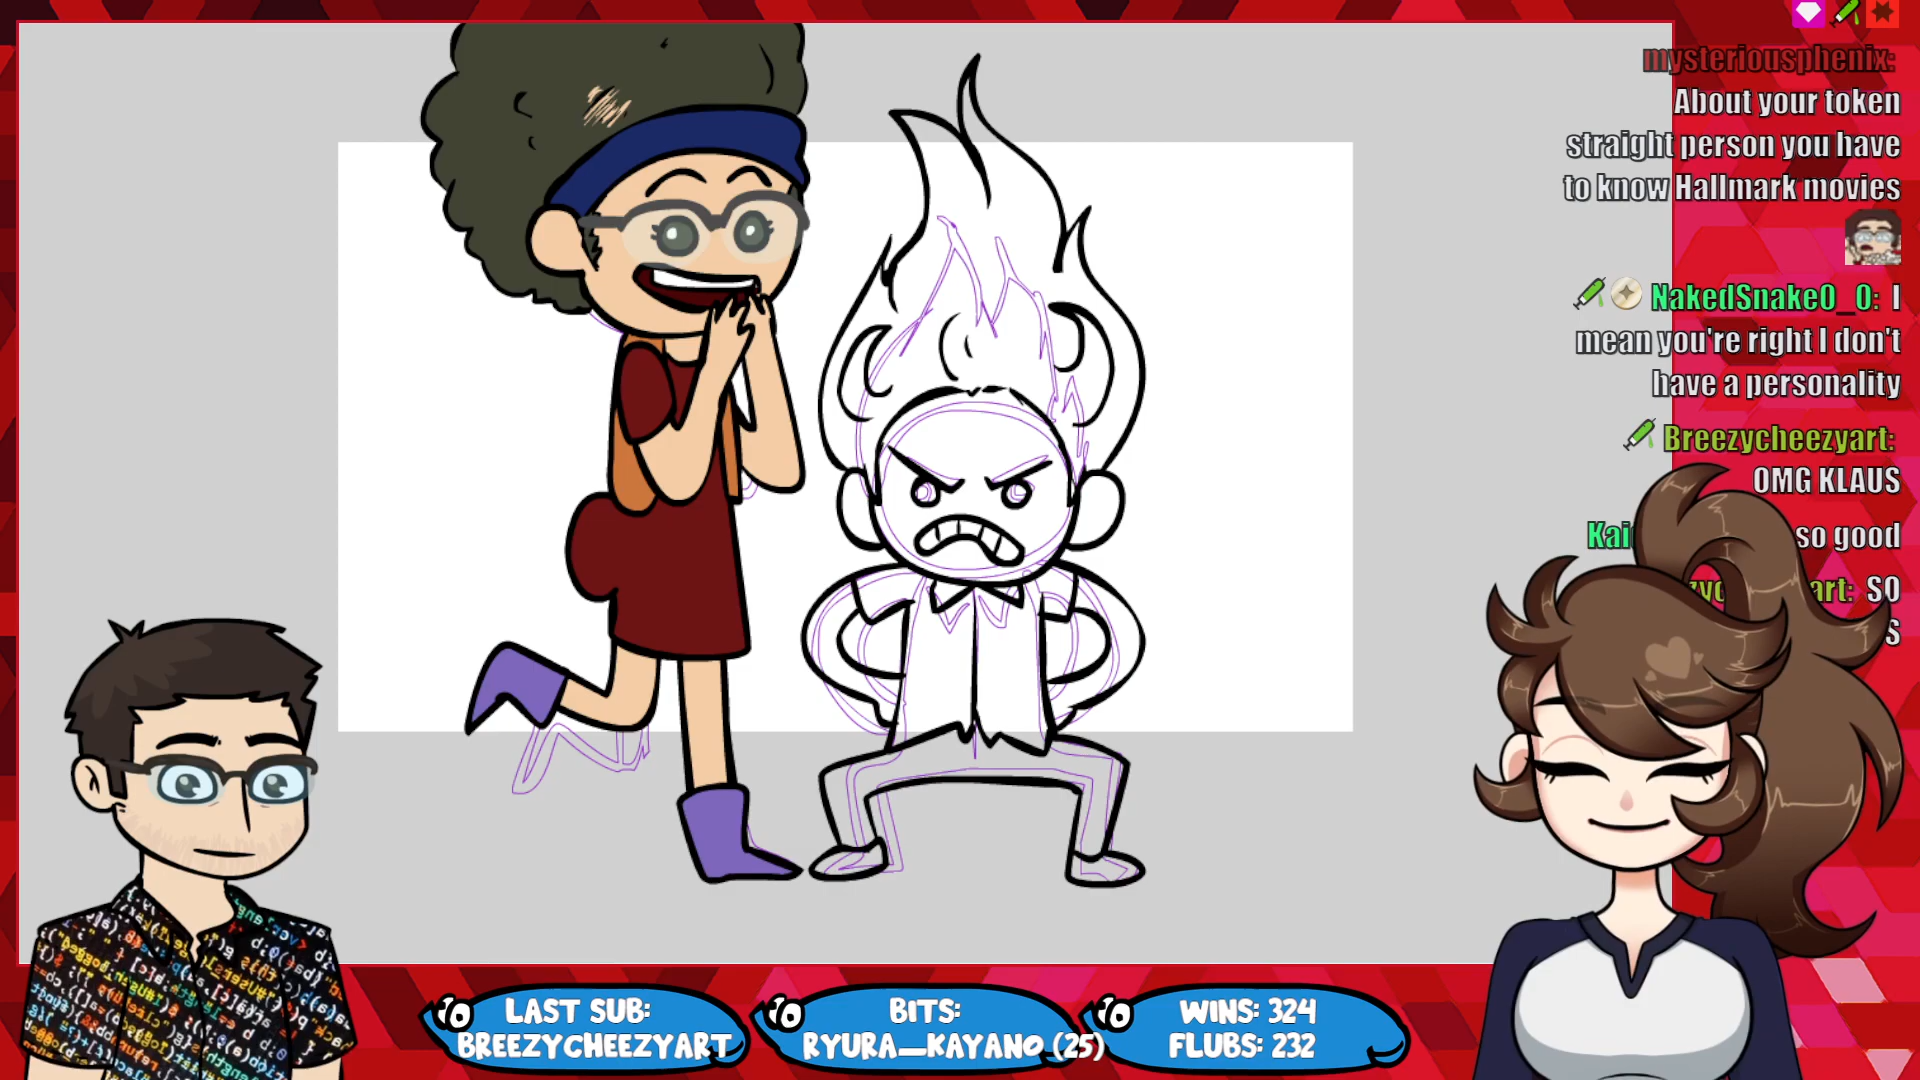 mysteriousphenix:
About your token
straight person you have
to know Hallmark movies
NakedSnake0_0: I
mean you're right I don't
have a personality
Breezycheezyart:
OMG KLAUS
so good
SO
LAST SUB:
BREEZYCHEEZYART
BITS:
RYURA_KAYANO (25)
WINS: 324
FLUBS: 232